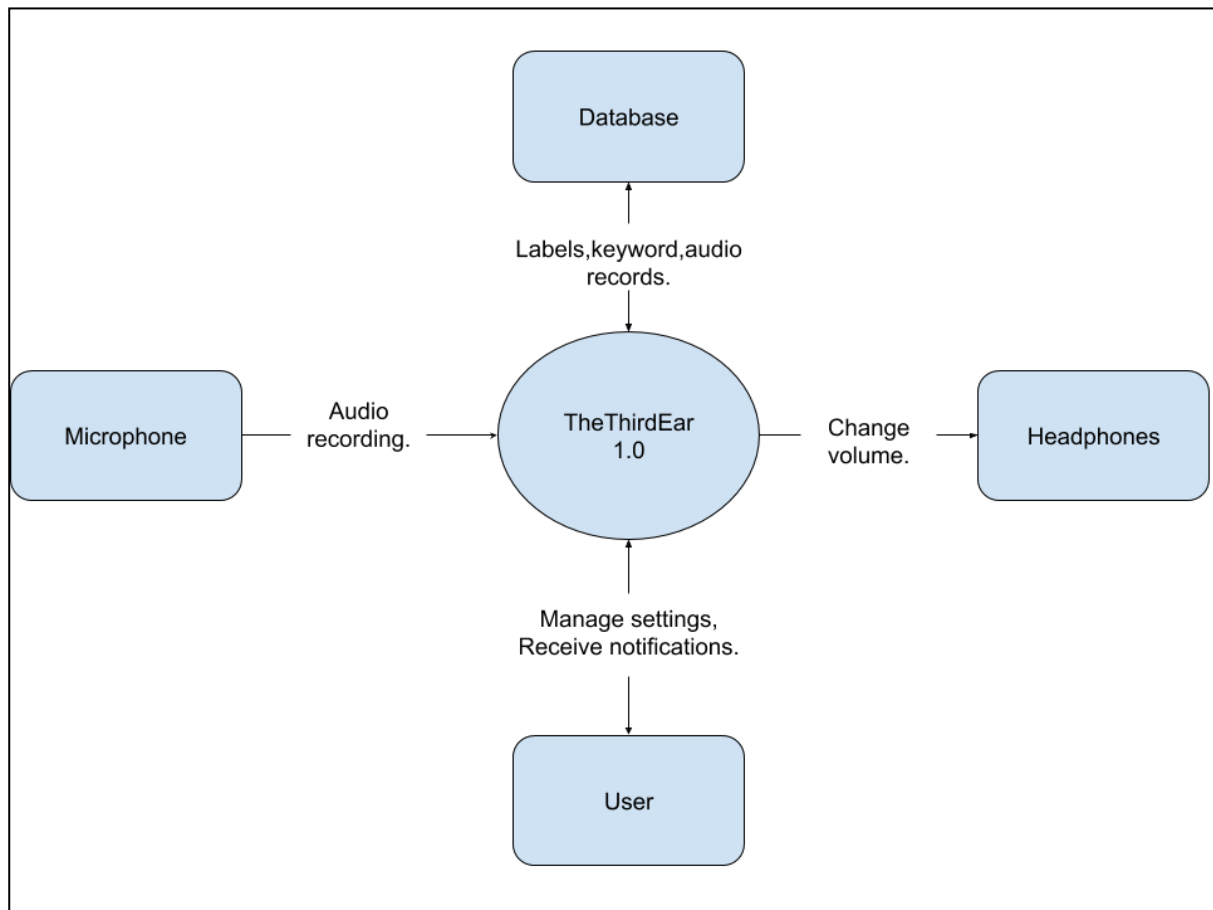 Database
Labels,keyword,audio
records.
Microphone
Audio
recording.
TheThirdEar
1.0
Change
volume.
Headphones
Manage settings,
Receive notifications.
User